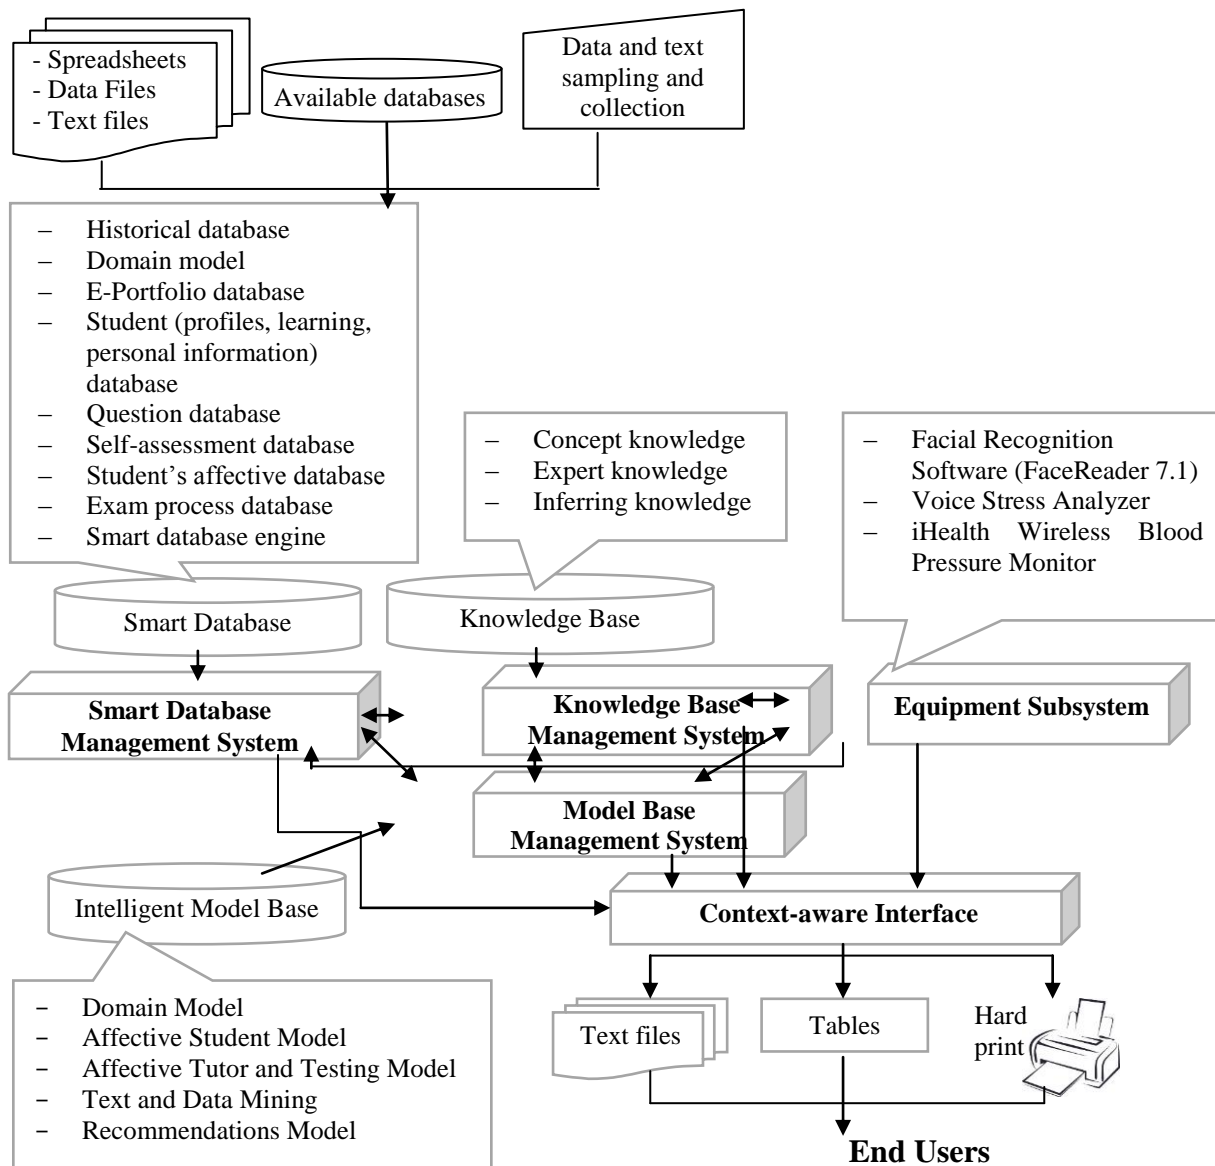 - Spreadsheets
- Data Files
- Text files
Available databases
Data and text
sampling and
collection
– Historical database
– Domain model
– E-Portfolio database
– Student (profiles, learning,
personal information)
database
– Question database
– Self-assessment database
– Student’s affective database
– Exam process database
– Smart database engine
– Concept knowledge
– Expert knowledge
– Inferring knowledge
– Facial Recognition
Software (FaceReader 7.1)
– Voice Stress Analyzer
– iHealth Wireless Blood
Pressure Monitor
Smart Database
Knowledge Base
Smart Database
Management System
Knowledge Base
Management System
Equipment Subsystem
Model Base
Management System
Intelligent Model Base
Context-aware Interface
- Domain Model
- Affective Student Model
- Affective Tutor and Testing Model
- Text and Data Mining
- Recommendations Model
Text files
Tables
Hard
print
End Users